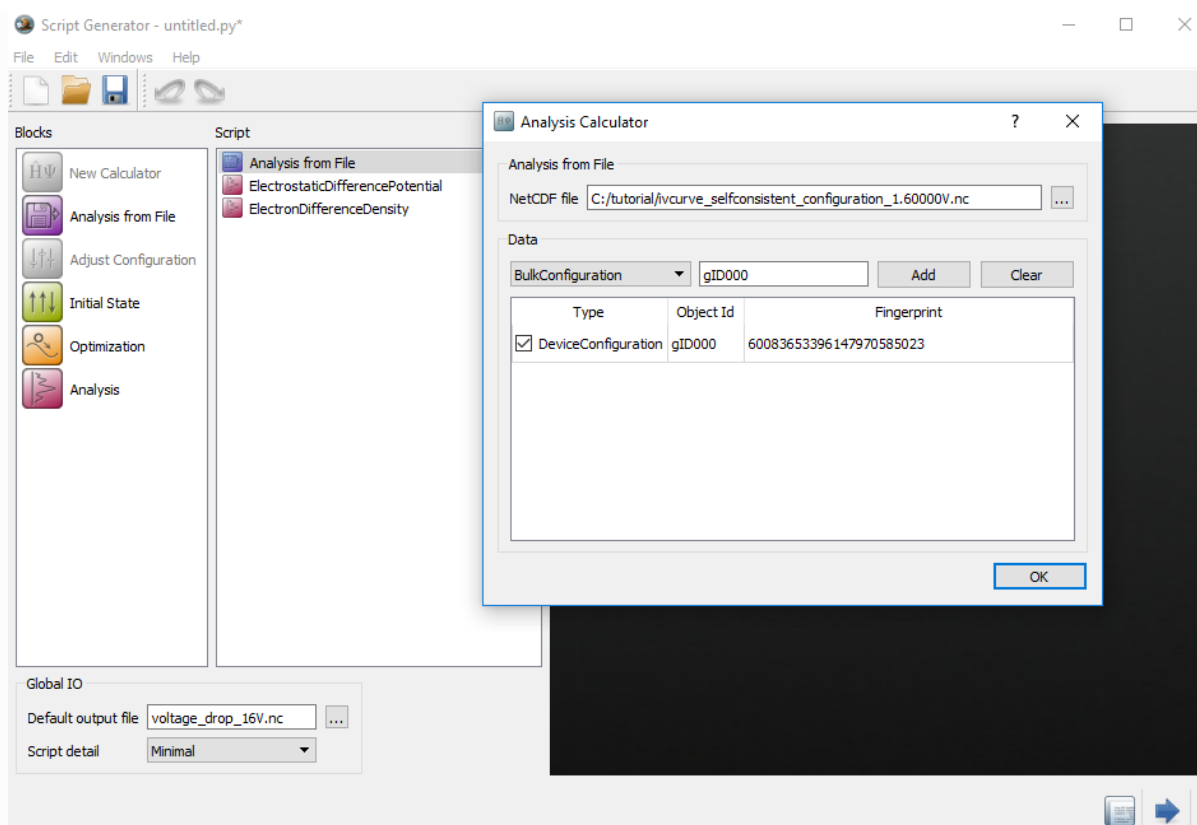 Script Generator - untitled.py*
File Edit Windows Help
Blocks
Script
ĤΨ New Calculator
Analysis from File
Adjust Configuration
Initial State
Optimization
Analysis
Analysis from File
ElectrostaticDifferencePotential
ElectronDifferenceDensity
Analysis Calculator ?
Analysis from File
NetCDF file C:/tutorial/ivcurve_selfconsistent_configuration_1.60000V.nc ...
Data
BulkConfiguration gID000 Add Clear
Type Object Id Fingerprint
DeviceConfiguration gID000 60083653396147970585023
OK
Global IO
Default output file voltage_drop_16V.nc ...
Script detail Minimal